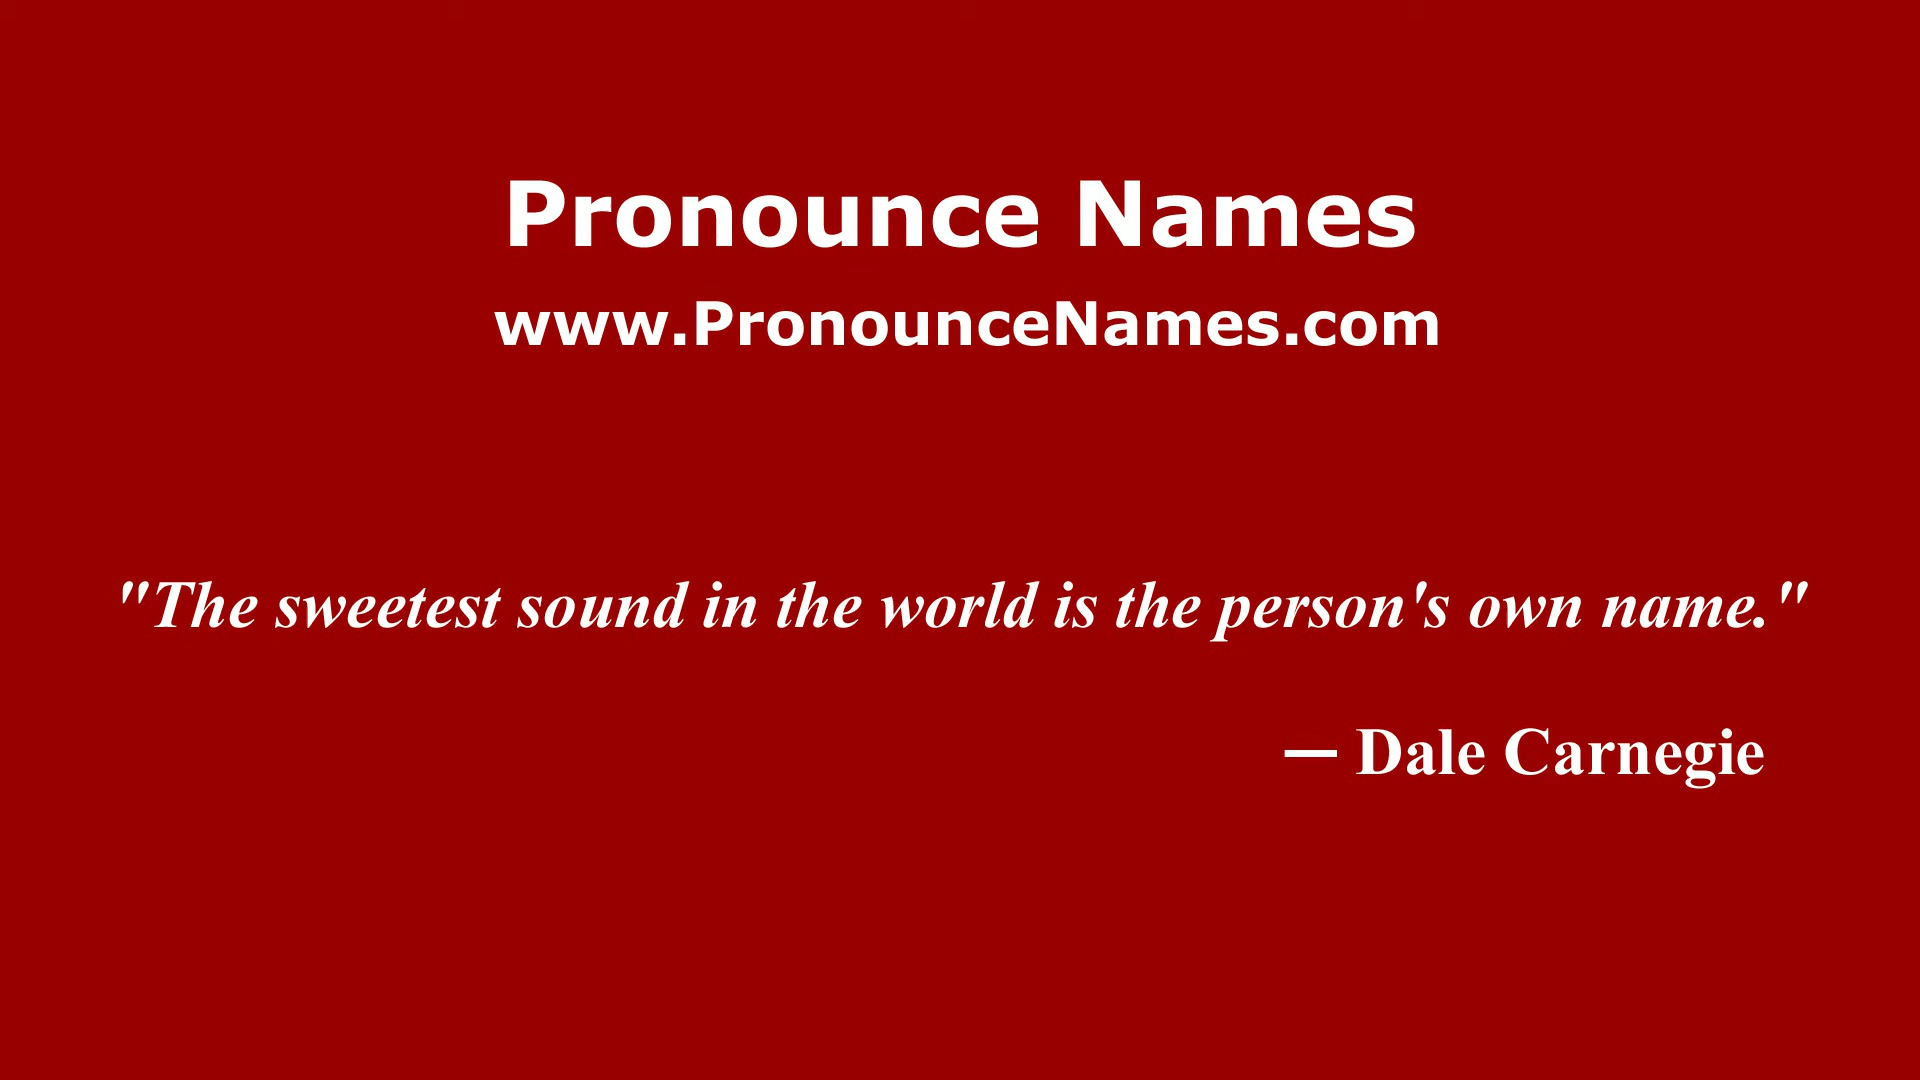 Pronounce Names
www.PronounceNames.com
"The sweetest sound in the world is the person's own name."
— Dale Carnegie